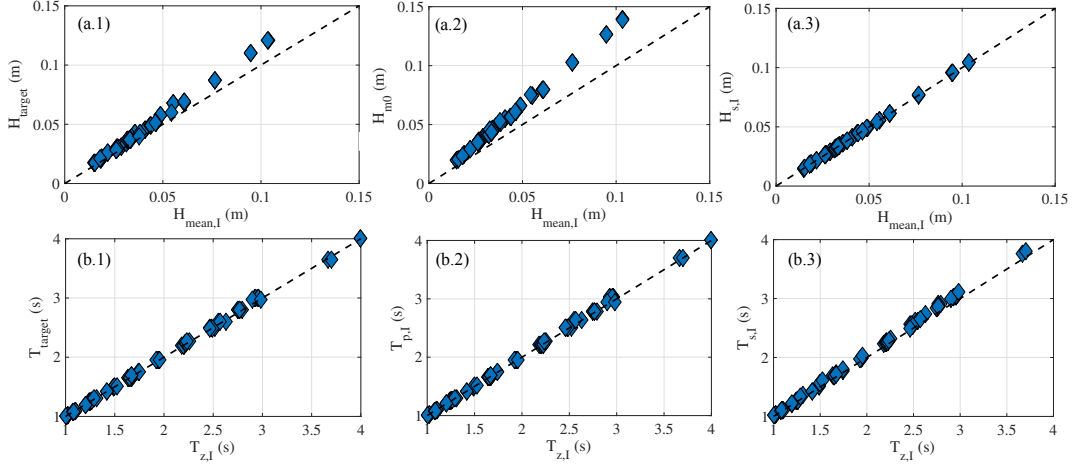 (a.1)
0.15
0.1
0.05
0
H_target (m)
0 0.05 0.1 0.15
H_mean,I (m)
(a.2)
0.15
0.1
0.05
0
H_m0 (m)
0 0.05 0.1 0.15
H_mean,I (m)
(a.3)
0.15
0.1
0.05
0
H_s,I (m)
0 0.05 0.1 0.15
H_mean,I (m)
(b.1)
4
3
2
1
T_target (s)
1 1.5 2 2.5 3 3.5 4
T_z,I (s)
(b.2)
4
3
2
1
T_p,I (s)
1 1.5 2 2.5 3 3.5 4
T_z,I (s)
(b.3)
4
3
2
1
T_s,I (s)
1 1.5 2 2.5 3 3.5 4
T_z,I (s)